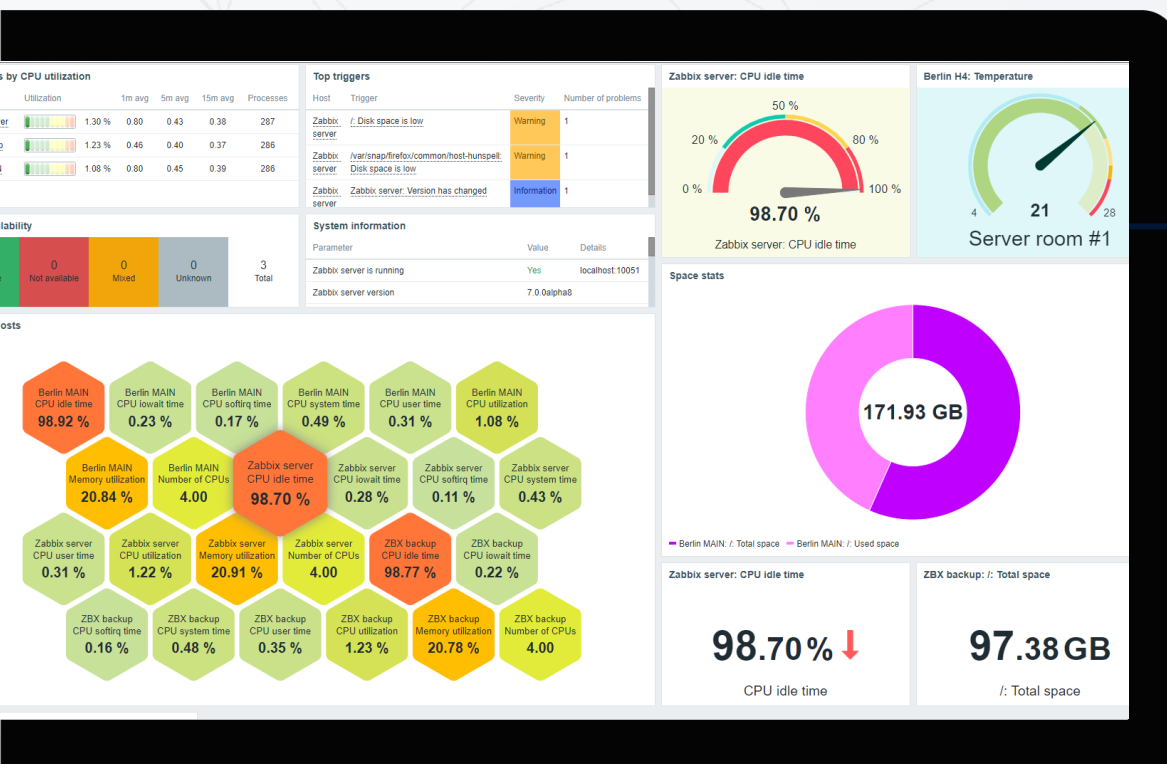 s by CPU utilization
Utilization 1m avg 5m avg 15m avg Processes
er 1.30 % 0.80 0.43 0.38 287
1.23 % 0.46 0.40 0.37 286
1.08 % 0.80 0.45 0.39 286
Top triggers
Host Trigger Severity Number of problems
Zabbix server /: Disk space is low Warning 1
Zabbix server /var/snap/firefox/common/host-hunspell: Disk space is low Warning 1
Zabbix server Zabbix server: Version has changed Information 1
Zabbix server: CPU idle time
50 %
20 % 80 %
0 % 100 %
98.70 %
Zabbix server: CPU idle time
Berlin H4: Temperature
4 21 28
Server room #1
lability
0 0 0 3
Not available Mixed Unknown Total
System information
Parameter Value Details
Zabbix server is running Yes localhost:10051
Zabbix server version 7.0.0alpha8
Space stats
171.93 GB
Berlin MAIN: /: Total space Berlin MAIN: /: Used space
osts
Berlin MAIN
CPU idle time
98.92 %
Berlin MAIN
CPU iowait time
0.23 %
Berlin MAIN
CPU softirq time
0.17 %
Berlin MAIN
CPU system time
0.49 %
Berlin MAIN
CPU user time
0.31 %
Berlin MAIN
CPU utilization
1.08 %
Berlin MAIN
Memory utilization
20.84 %
Berlin MAIN
Number of CPUs
4.00
Zabbix server
CPU idle time
98.70 %
Zabbix server
CPU iowait time
0.28 %
Zabbix server
CPU softirq time
0.11 %
Zabbix server
CPU system time
0.43 %
Zabbix server
CPU user time
0.31 %
Zabbix server
CPU utilization
1.22 %
Zabbix server
Memory utilization
20.91 %
Zabbix server
Number of CPUs
4.00
ZBX backup
CPU idle time
98.77 %
ZBX backup
CPU iowait time
0.22 %
ZBX backup
CPU softirq time
0.16 %
ZBX backup
CPU system time
0.48 %
ZBX backup
CPU user time
0.35 %
ZBX backup
CPU utilization
1.23 %
ZBX backup
Memory utilization
20.78 %
ZBX backup
Number of CPUs
4.00
Zabbix server: CPU idle time
98.70 %
CPU idle time
ZBX backup: /: Total space
97.38 GB
/: Total space